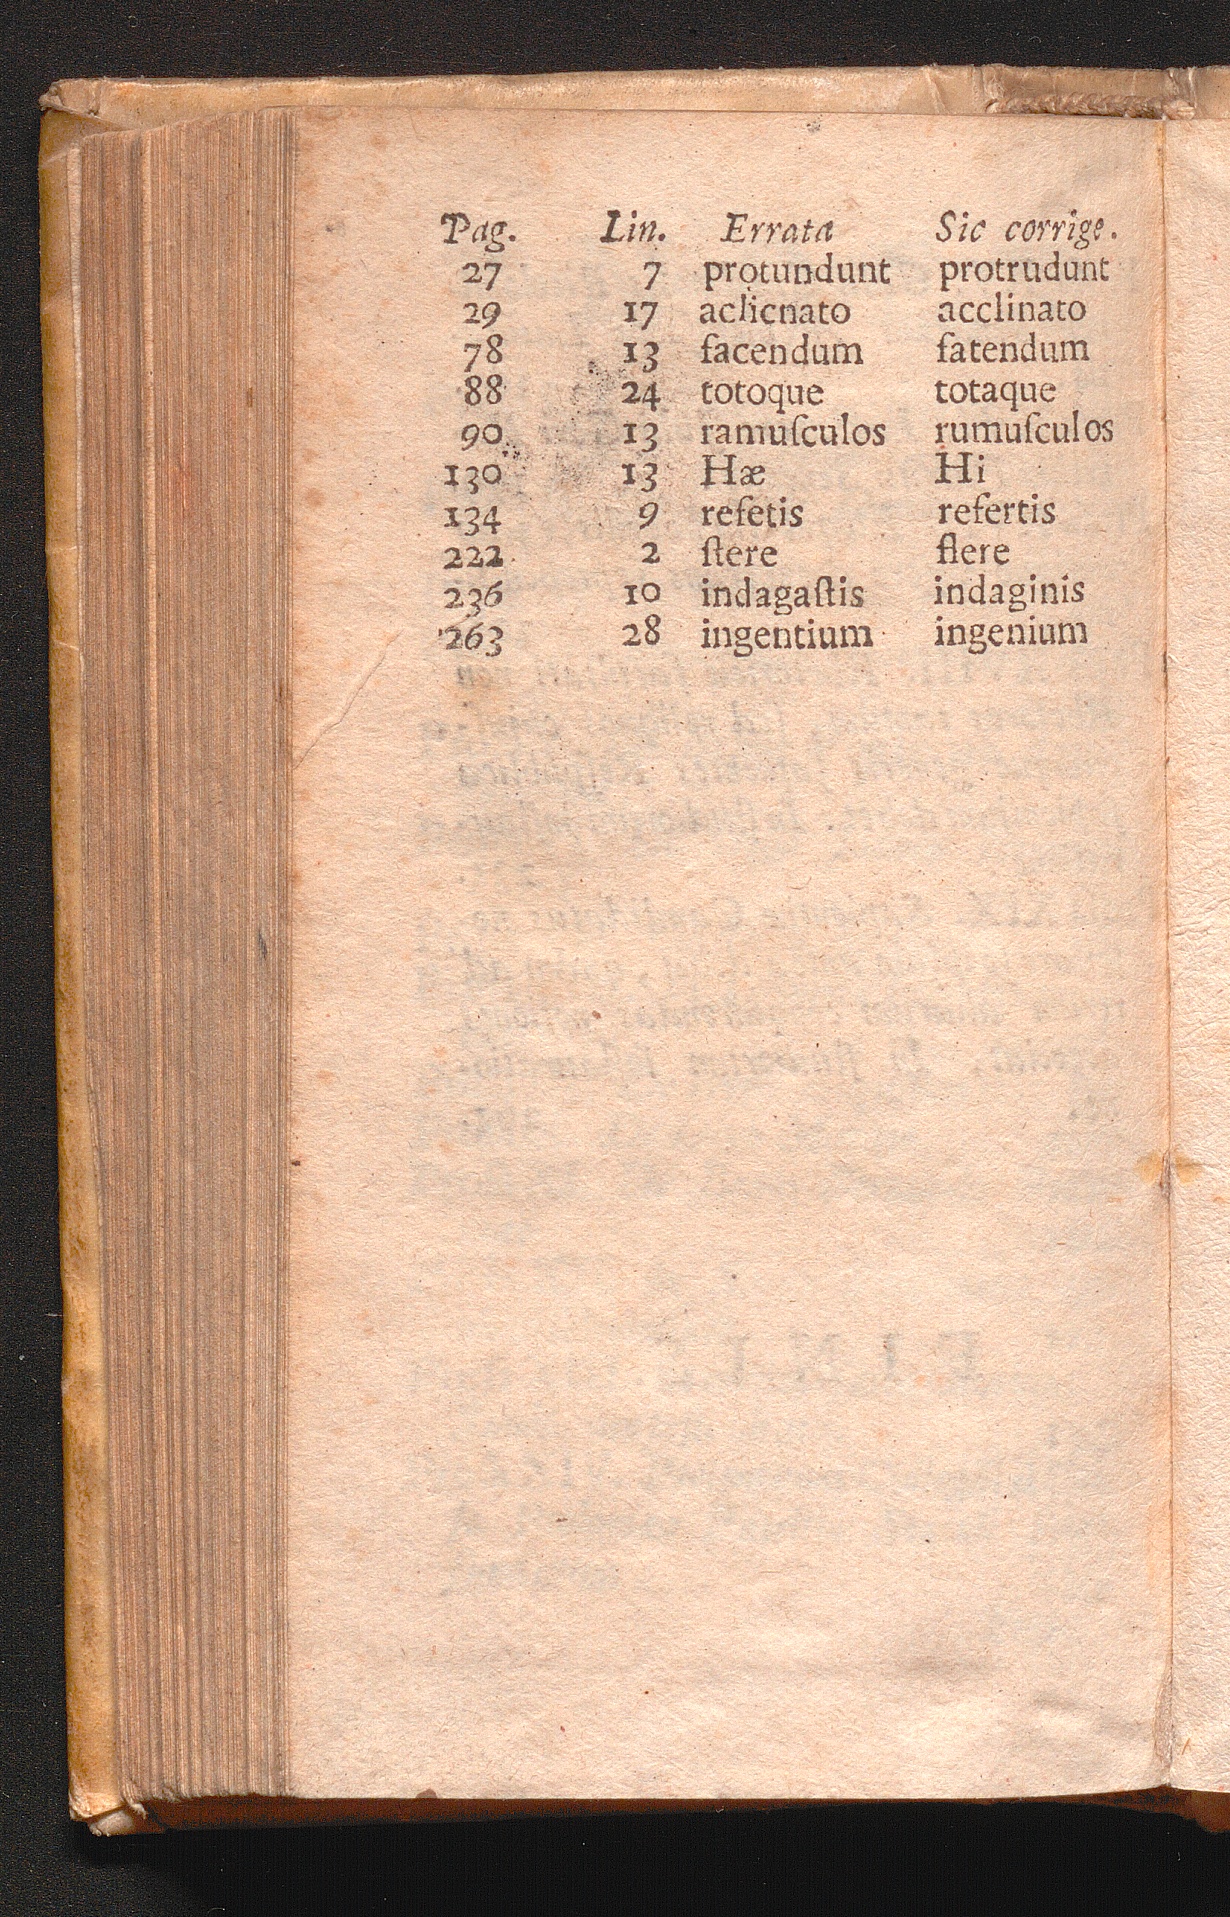 Pag. Lin. Errata Sic corrige.
27 7 protundunt protrudunt
29 17 aclicnato acclinato
78 13 facendum fatendum
88 24 totoque totaque
90 13 ramuſculos rumuſculos
130 13 Hæ Hi
134 9 refetis refertis
222 2 ſtere flere
236 10 indagaſtis indaginis
263 28 ingentium ingenium